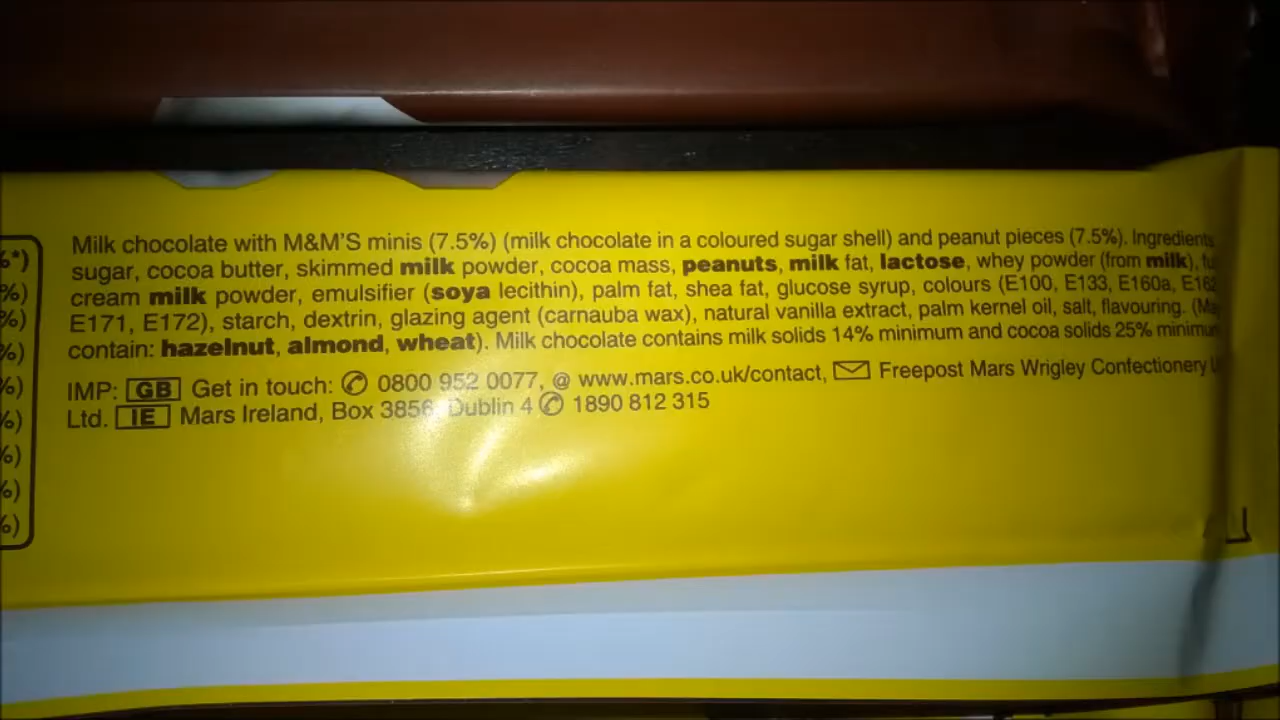 Milk chocolate with M&M'S minis (7.5%) (milk chocolate in a coloured sugar shell) and peanut pieces (7.5%). Ingredients
%*) sugar, cocoa butter, skimmed milk powder, cocoa mass, peanuts, milk fat, lactose, whey powder (from milk),
%) cream milk powder, emulsifier (soya lecithin), palm fat, shea fat, glucose syrup, colours (E100, E133, E160a, E162
%) E171, E172), starch, dextrin, glazing agent (carnauba wax), natural vanilla extract, palm kernel oil, salt, flavouring. (Ma
%) contain: hazelnut, almond, wheat). Milk chocolate contains milk solids 14% minimum and cocoa solids 25% minimum
%) IMP: GB Get in touch: 0800 952 0077, @ www.mars.co.uk/contact, Freepost Mars Wrigley Confectionery U
%) Ltd. IE Mars Ireland, Box 3856, Dublin 4 1890 812 315
%)
%)
%)